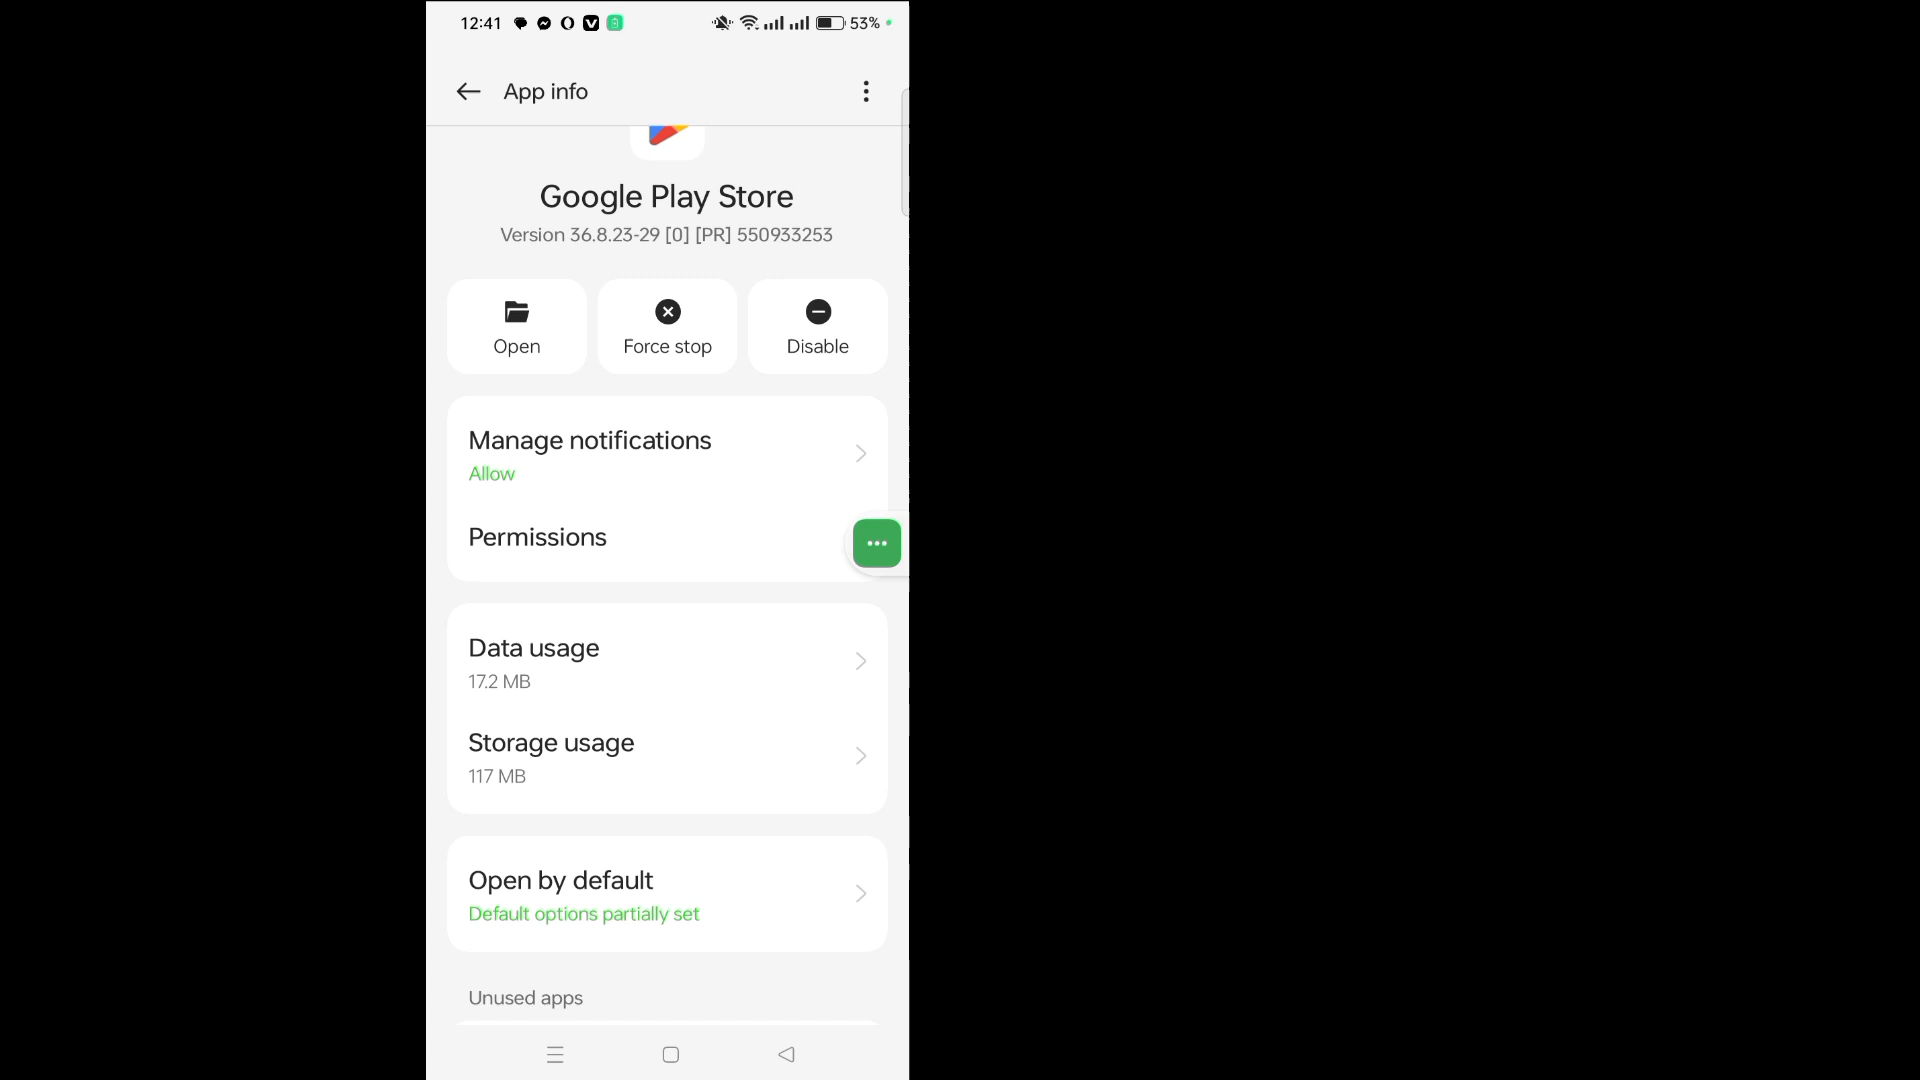 12:41
53%
App info
Google Play Store
Version 36.8.23-29 [0] [PR] 550933253
Open
Force stop
Disable
Manage notifications
Allow
Permissions
Data usage
17.2 MB
Storage usage
117 MB
Open by default
Default options partially set
Unused apps